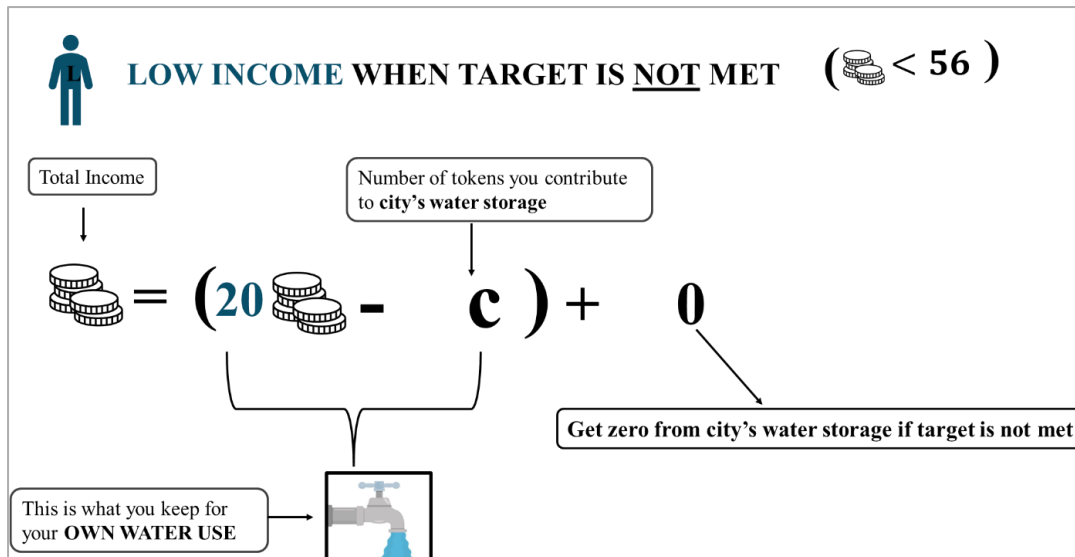 L
LOW INCOME WHEN TARGET IS NOT MET ( < 56 )
Total Income
Number of tokens you contribute
to city's water storage
= (20 - c) + 0
Get zero from city's water storage if target is not met
This is what you keep for
your OWN WATER USE